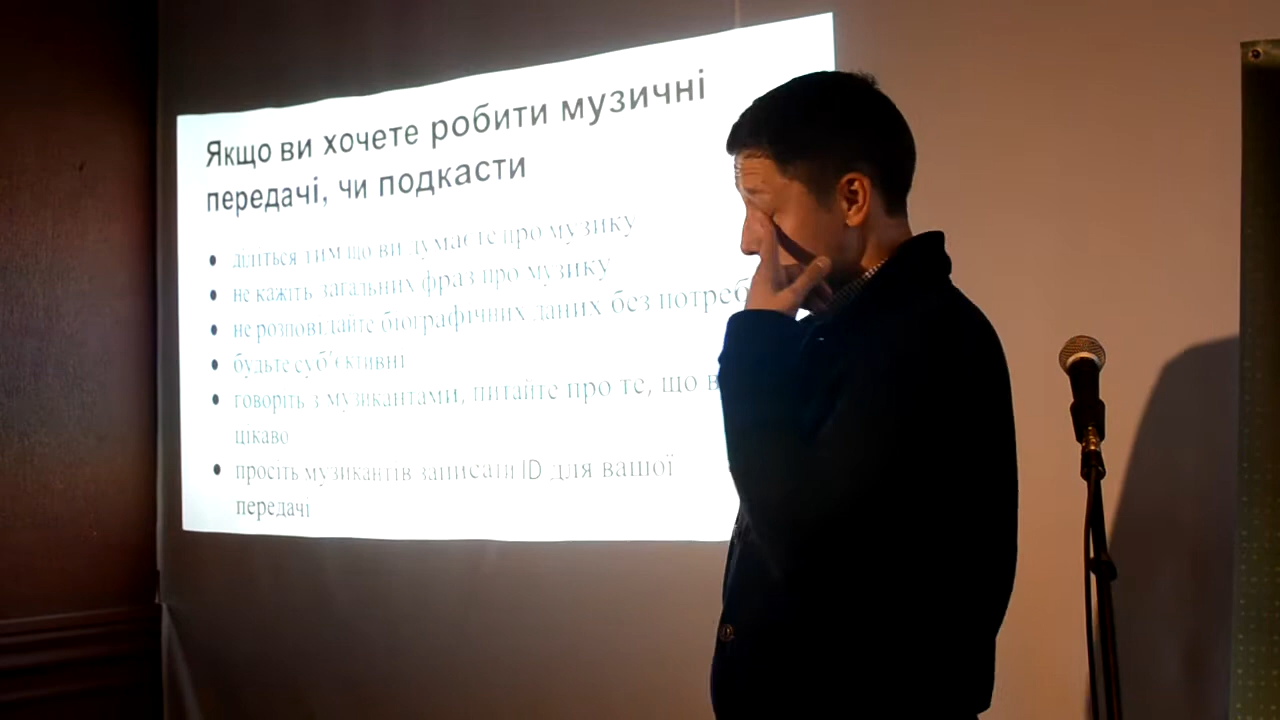 Якщо ви хочете робити музичні
передачі, чи подкасти
• діліться тим що ви думаєте про музику
• не кажіть загальних фраз про музику
• не розповідайте біографічних даних без потреб
• будьте суб'єктивні
• говоріть з музикантами, питайте про те, що в
цікаво
• просіть музикантів записати ID для вашої
передачі